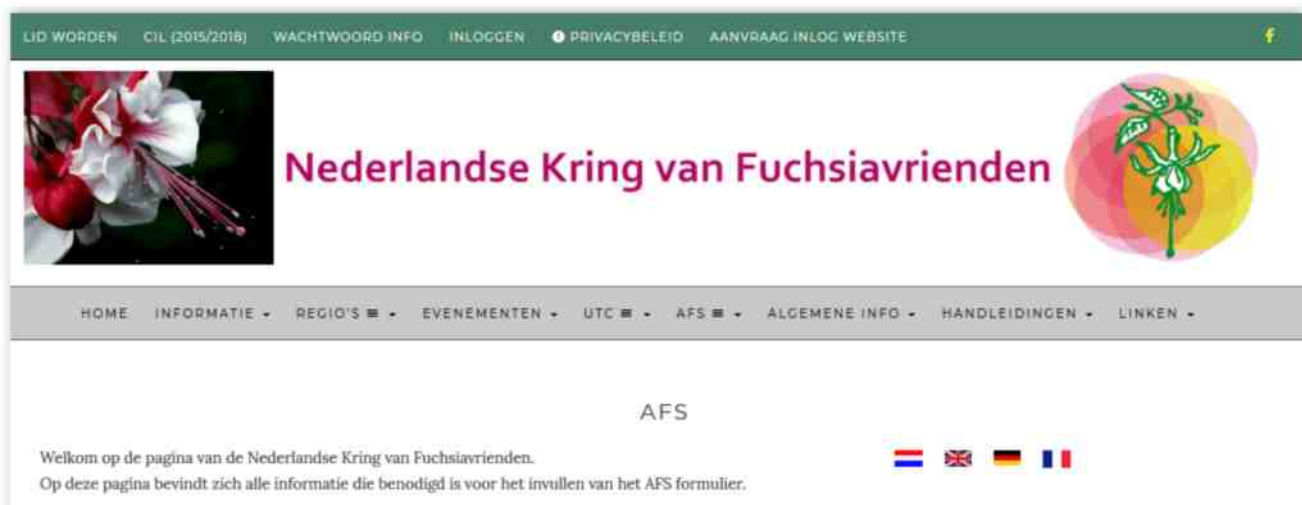 LID WORDEN CIL (2015/2018) WACHTWOORD INFO INLOGGEN PRIVACYBELEID AANVRAAG INLOG WEBSITE
Nederlandse Kring van Fuchsiavrienden
HOME INFORMATIE REGIO'S EVENEMENTEN UTC AFS ALGEMENE INFO HANDLEIDINGEN LINKEN
AFS
Welkom op de pagina van de Nederlandse Kring van Fuchsiavrienden.
Op deze pagina bevindt zich alle informatie die benodigd is voor het invullen van het AFS formulier.